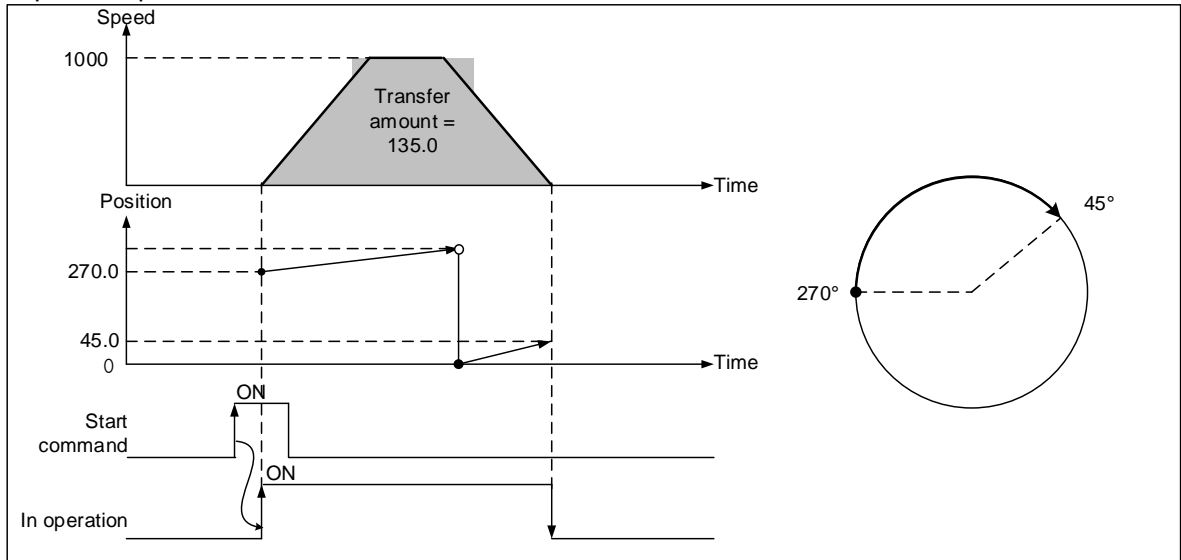 Speed
1000
Transfer
amount =
135.0
Time
Position
270.0
45.0
0
Time
ON
Start
command
ON
In operation
45°
270°